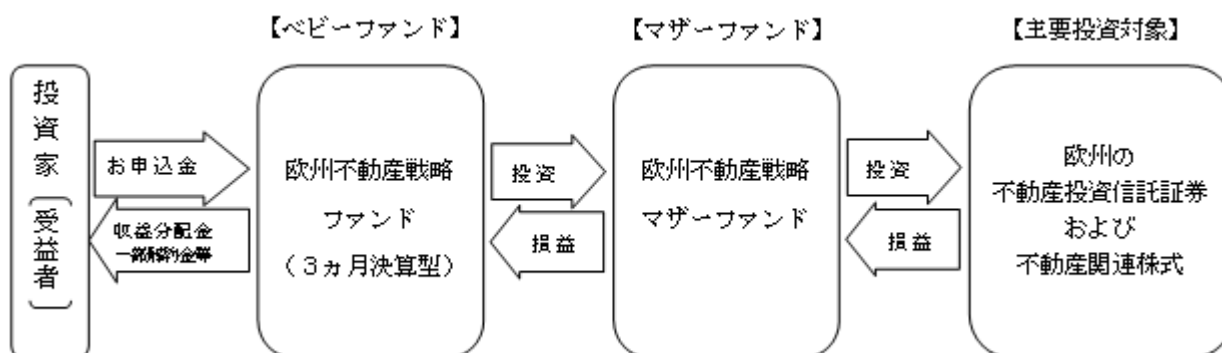 【ベビーファンド】
【マザーファンド】
【主要投資対象】
投資家(受益者)
お申込金
収益分配金
一部解約金等
欧州不動産戦略
ファンド
(3ヵ月決算型)
投資
損益
欧州不動産戦略
マザーファンド
投資
損益
欧州の
不動産投資信託証券
および
不動産関連株式